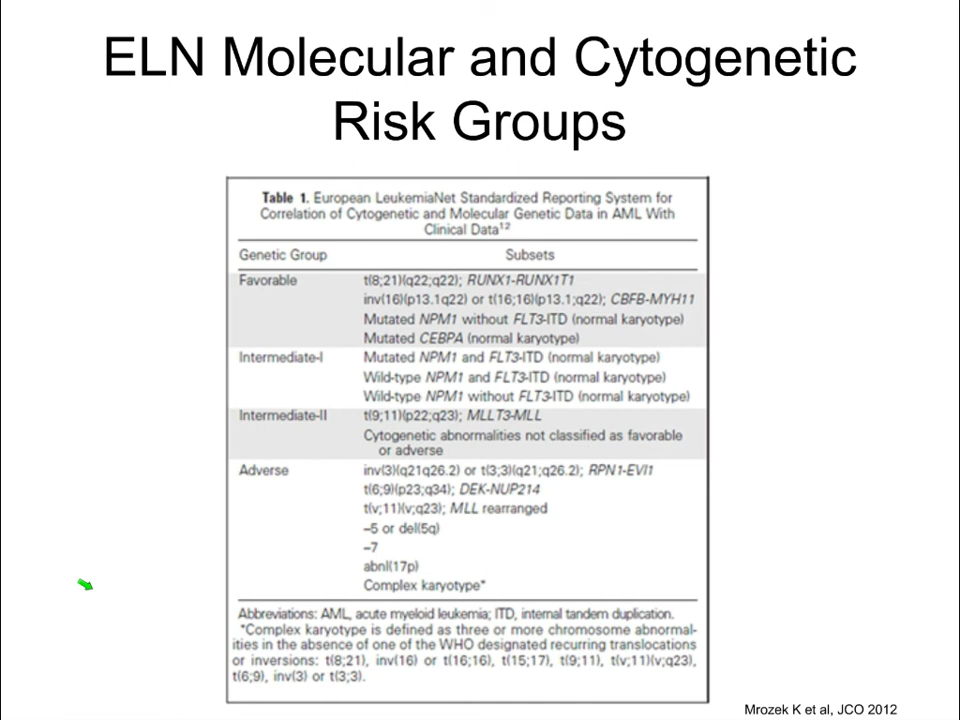 ELN Molecular and Cytogenetic
Risk Groups
Table 1. European LeukemiaNet Standardized Reporting System for
Correlation of Cytogenetic and Molecular Genetic Data in AML With
Clinical Data12
Genetic Group Subsets
Favorable t(8;21)(q22;q22); RUNX1-RUNX1T1
inv(16)(p13.1q22) or t(16;16)(p13.1;q22); CBFB-MYH11
Mutated NPM1 without FLT3-ITD (normal karyotype)
Mutated CEBPA (normal karyotype)
Intermediate-I Mutated NPM1 and FLT3-ITD (normal karyotype)
Wild-type NPM1 and FLT3-ITD (normal karyotype)
Wild-type NPM1 without FLT3-ITD (normal karyotype)
Intermediate-II t(9;11)(p22;q23); MLLT3-MLL
Cytogenetic abnormalities not classified as favorable
or adverse
Adverse inv(3)(q21q26.2) or t(3;3)(q21;q26.2); RPN1-EVI1
t(6;9)(p23;q34); DEK-NUP214
t(v;11)(v;q23); MLL rearranged
−5 or del(5q)
−7
abnl(17p)
Complex karyotype*
Abbreviations: AML, acute myeloid leukemia; ITD, internal tandem duplication.
*Complex karyotype is defined as three or more chromosome abnormal-
ities in the absence of one of the WHO designated recurring translocations
or inversions: t(8;21), inv(16) or t(16;16), t(15;17), t(9;11), t(v;11)(v;q23),
t(6;9), inv(3) or t(3;3).
Mrozek K et al, JCO 2012